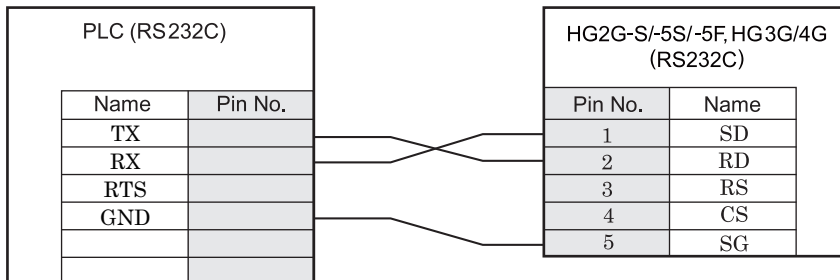 PLC (RS232C)
Name Pin No.
TX
RX
RTS
GND
HG2G-S/-5S/-5F, HG3G/4G
(RS232C)
Pin No. Name
1 SD
2 RD
3 RS
4 CS
5 SG